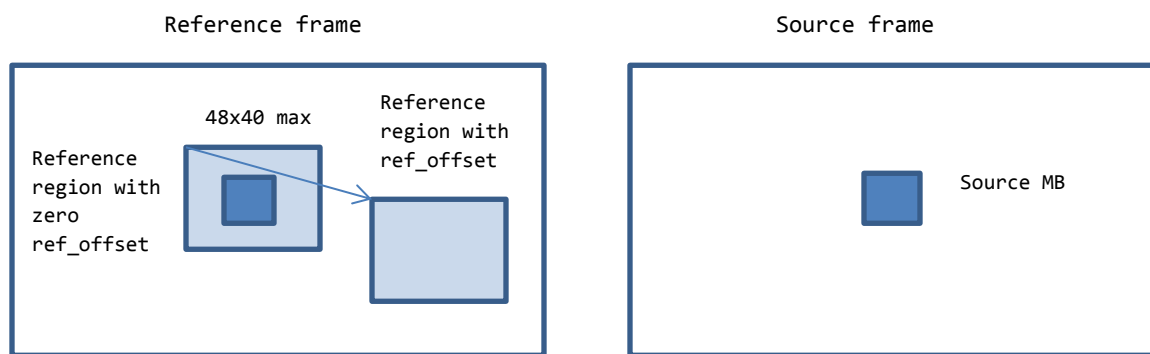 Reference frame
Source frame
48x40 max
Reference
region with
ref_offset
Reference
region with
zero
ref_offset
Source MB